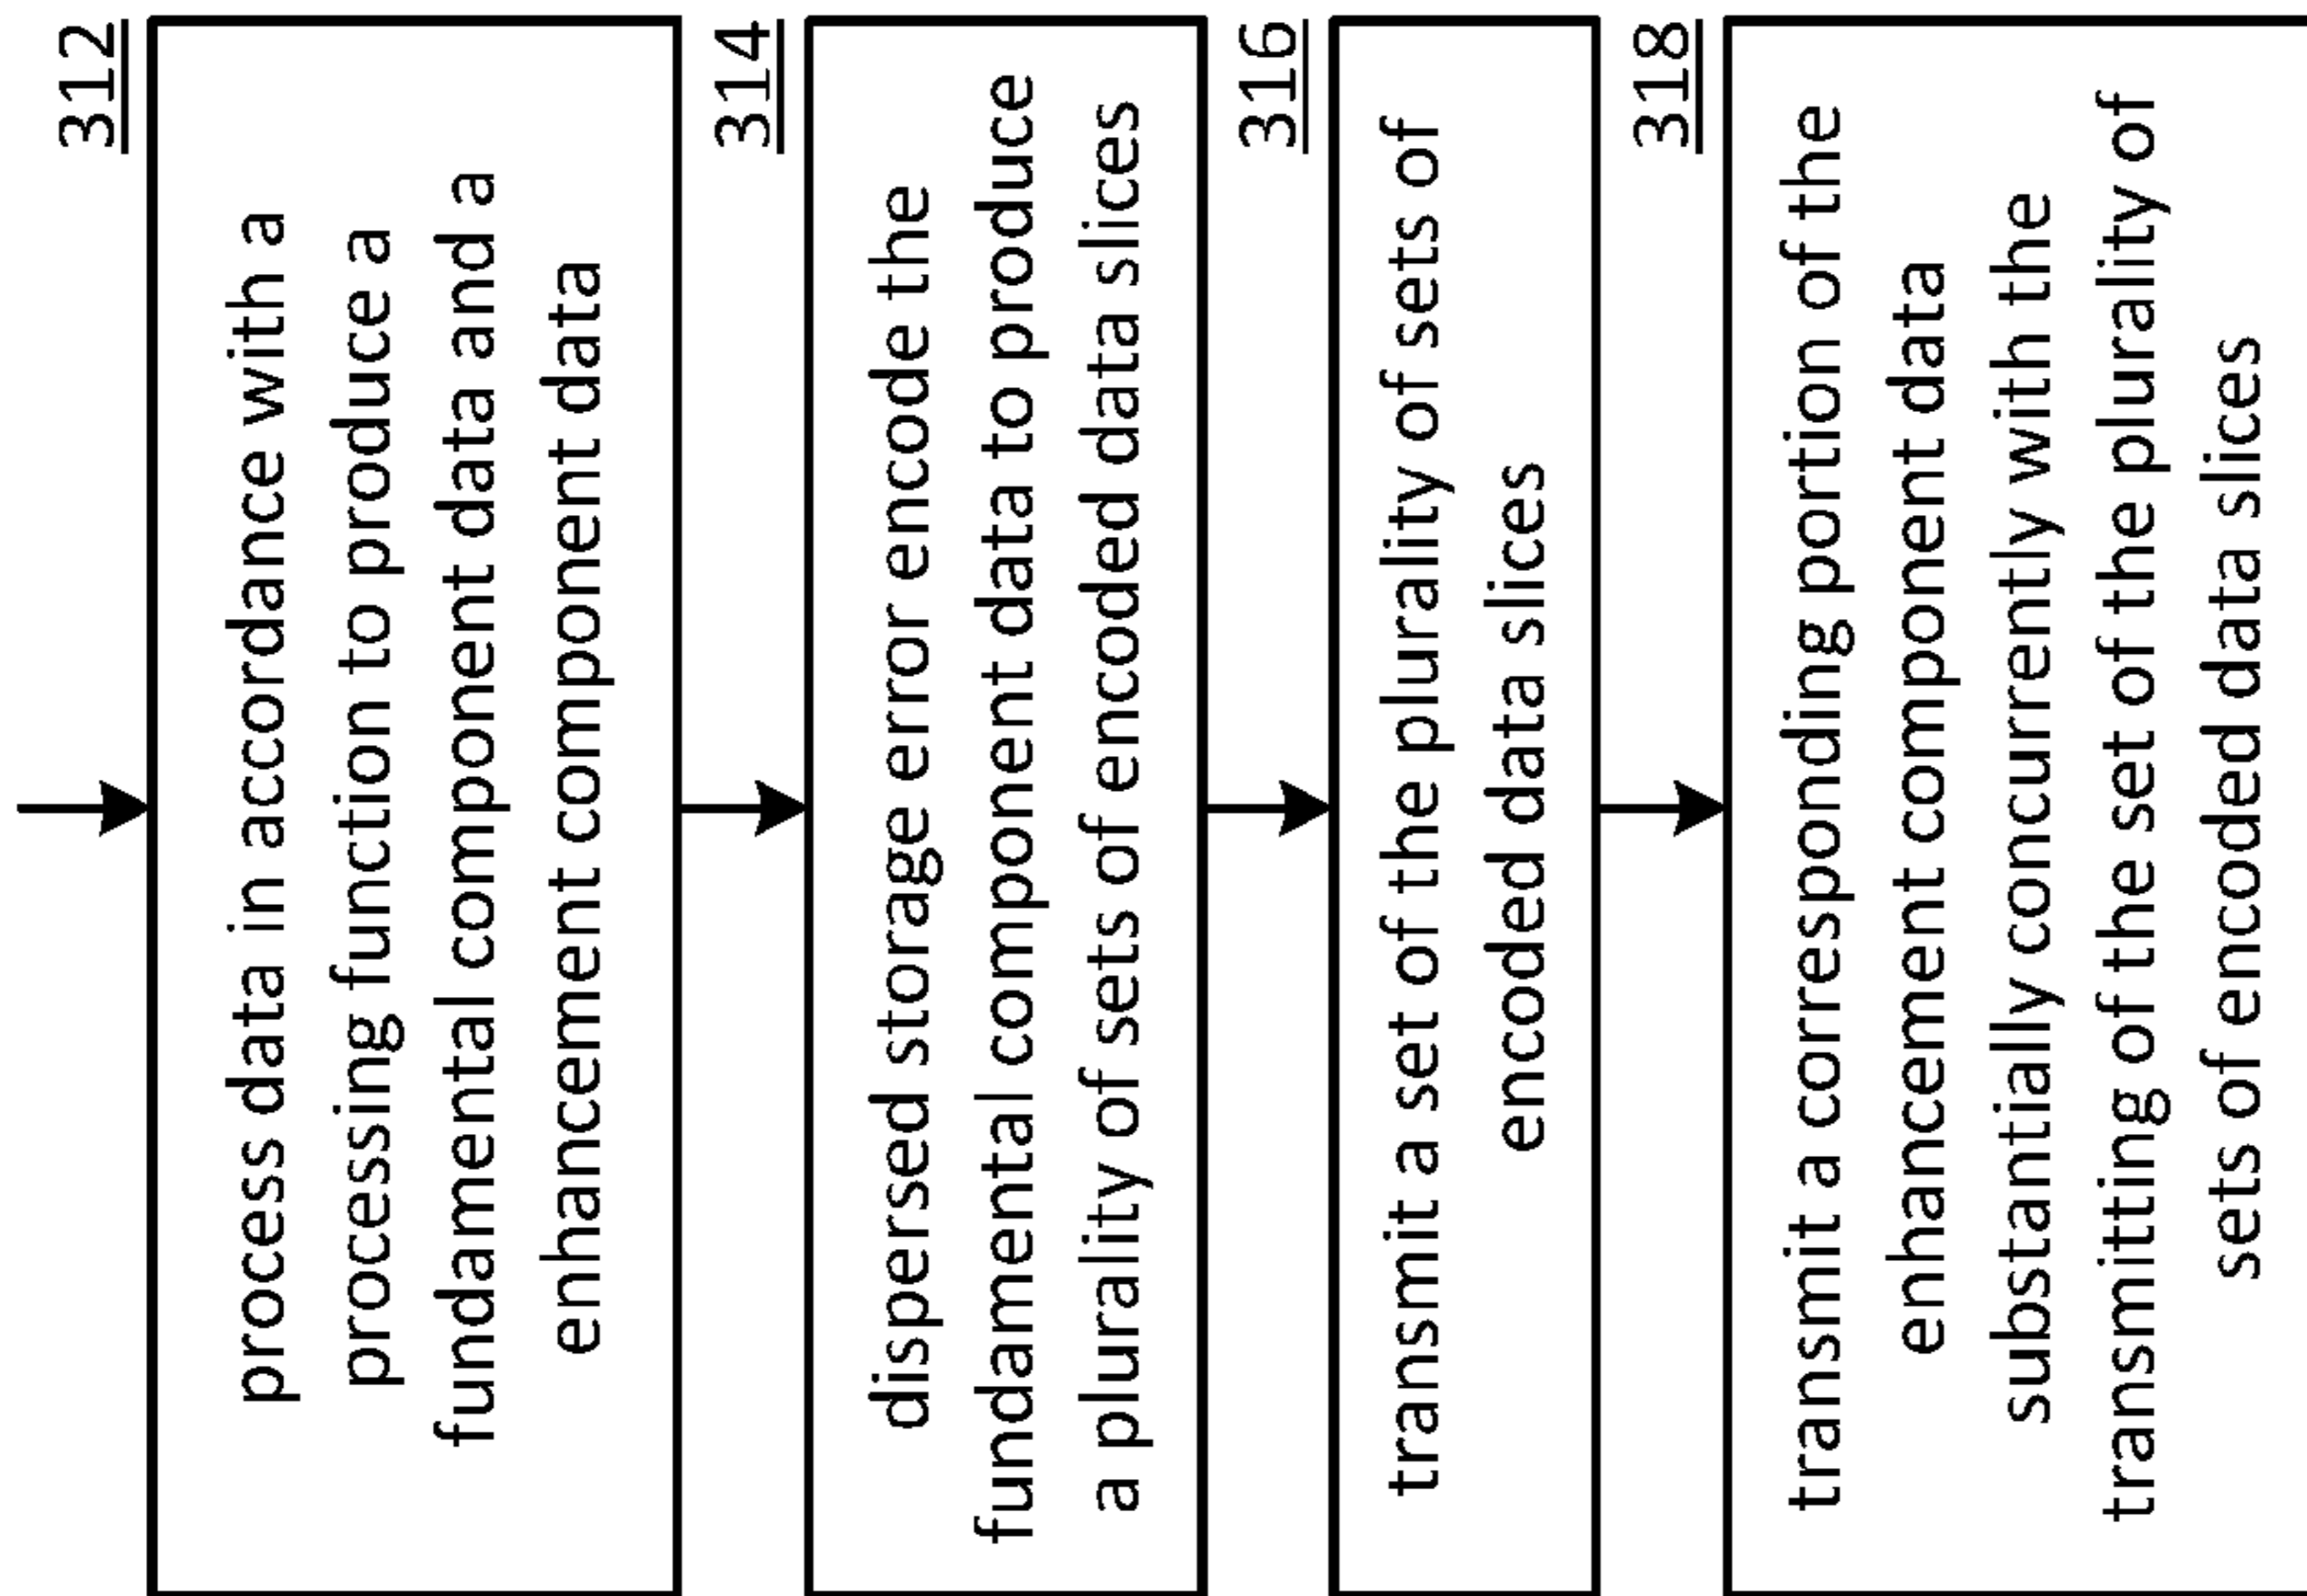 312
process data in accordance with a
processing function to produce a
fundamental component data and a
enhancement component data
314
dispersed storage error encode the
fundamental component data to produce
a plurality of sets of encoded data slices
316
transmit a set of the plurality of sets of
encoded data slices
318
transmit a corresponding portion of the
enhancement component data
substantially concurrently with the
transmitting of the set of the plurality of
sets of encoded data slices